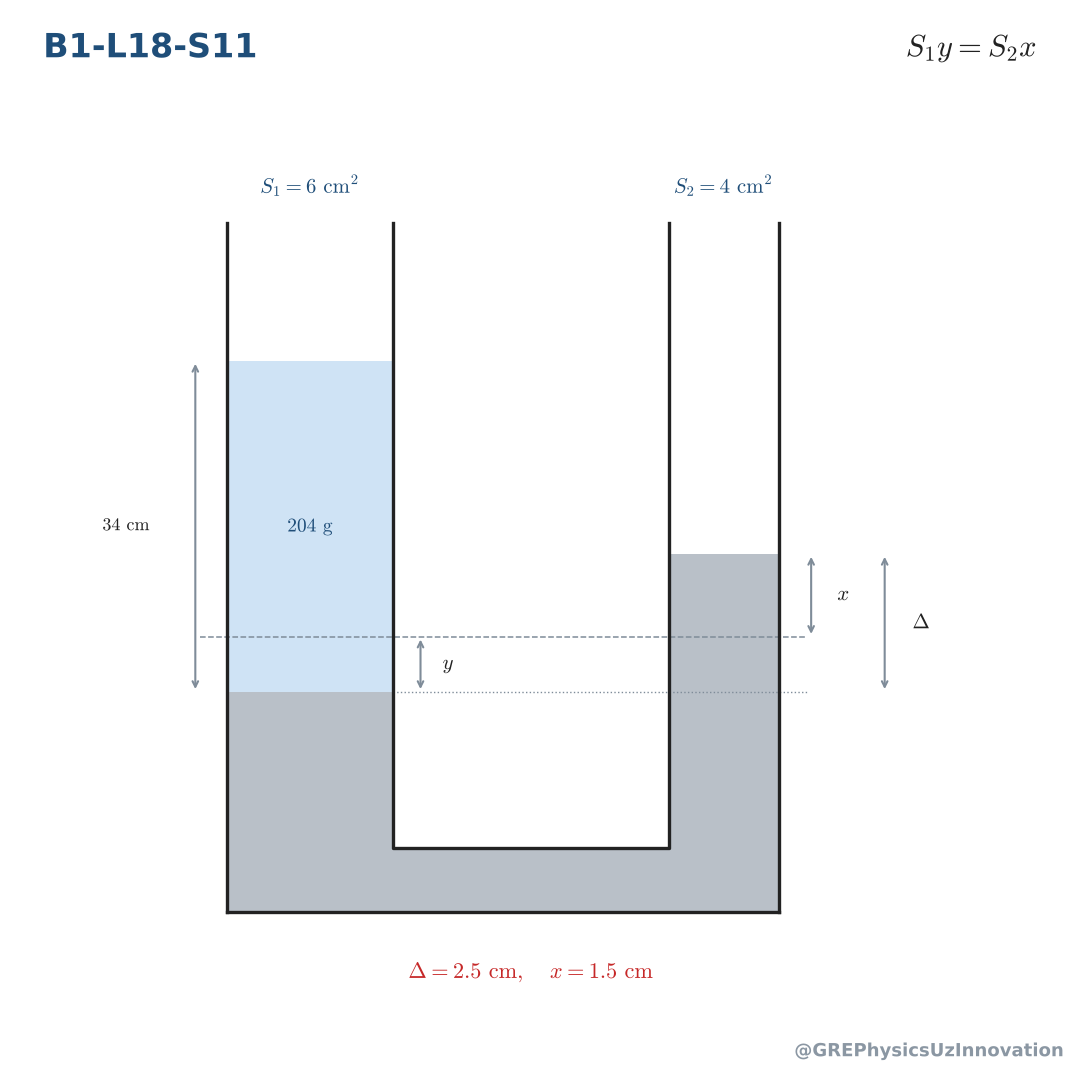 B1-L18-S11
S₁y = S₂x
S₁ = 6 cm²
S₂ = 4 cm²
34 cm
204 g
x
Δ
y
Δ = 2.5 cm, x = 1.5 cm
@GREPhysicsUzInnovation